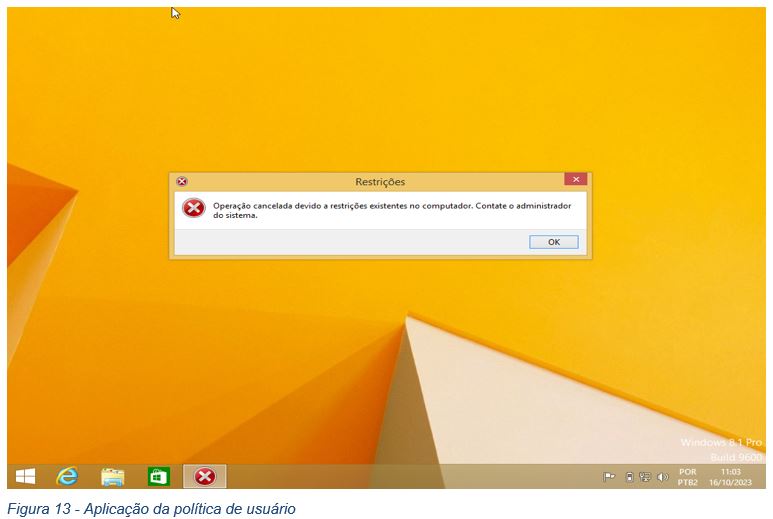 Restrições
Operação cancelada devido a restrições existentes no computador. Contate o administrador
do sistema.
OK
Windows 8.1 Pro
Build 9600
POR
PTB2
11:03
16/10/2023
Figura 13 - Aplicação da política de usuário